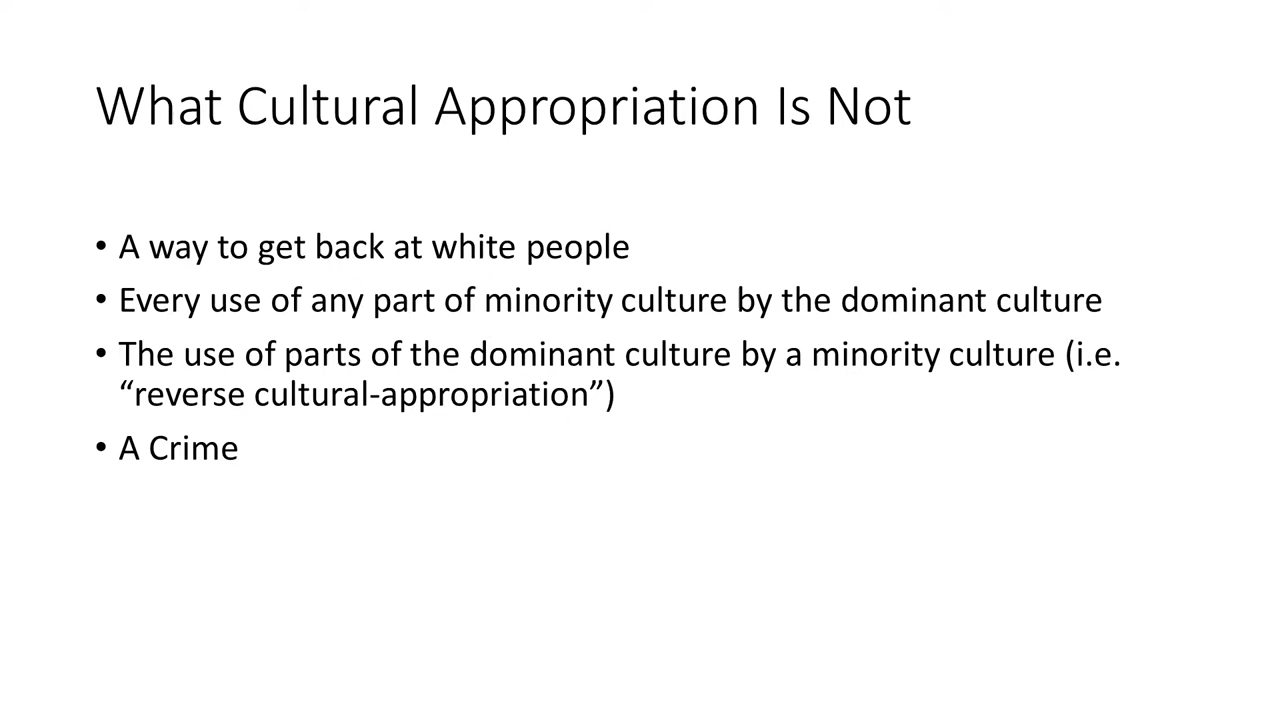 What Cultural Appropriation Is Not
• A way to get back at white people
• Every use of any part of minority culture by the dominant culture
• The use of parts of the dominant culture by a minority culture (i.e.
“reverse cultural-appropriation”)
• A Crime